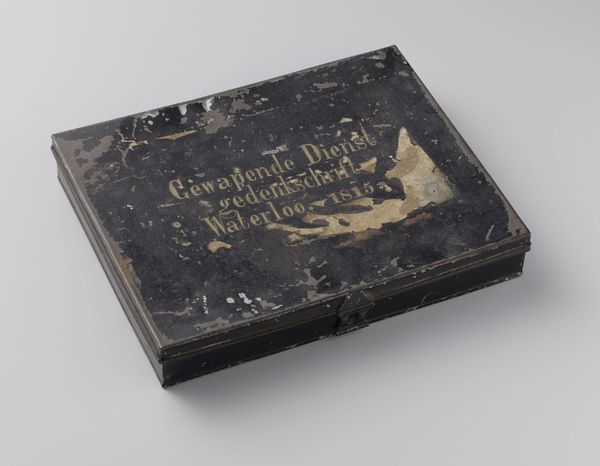 Gewapende Dienst
gedenkschrift
Waterloo. 1815.